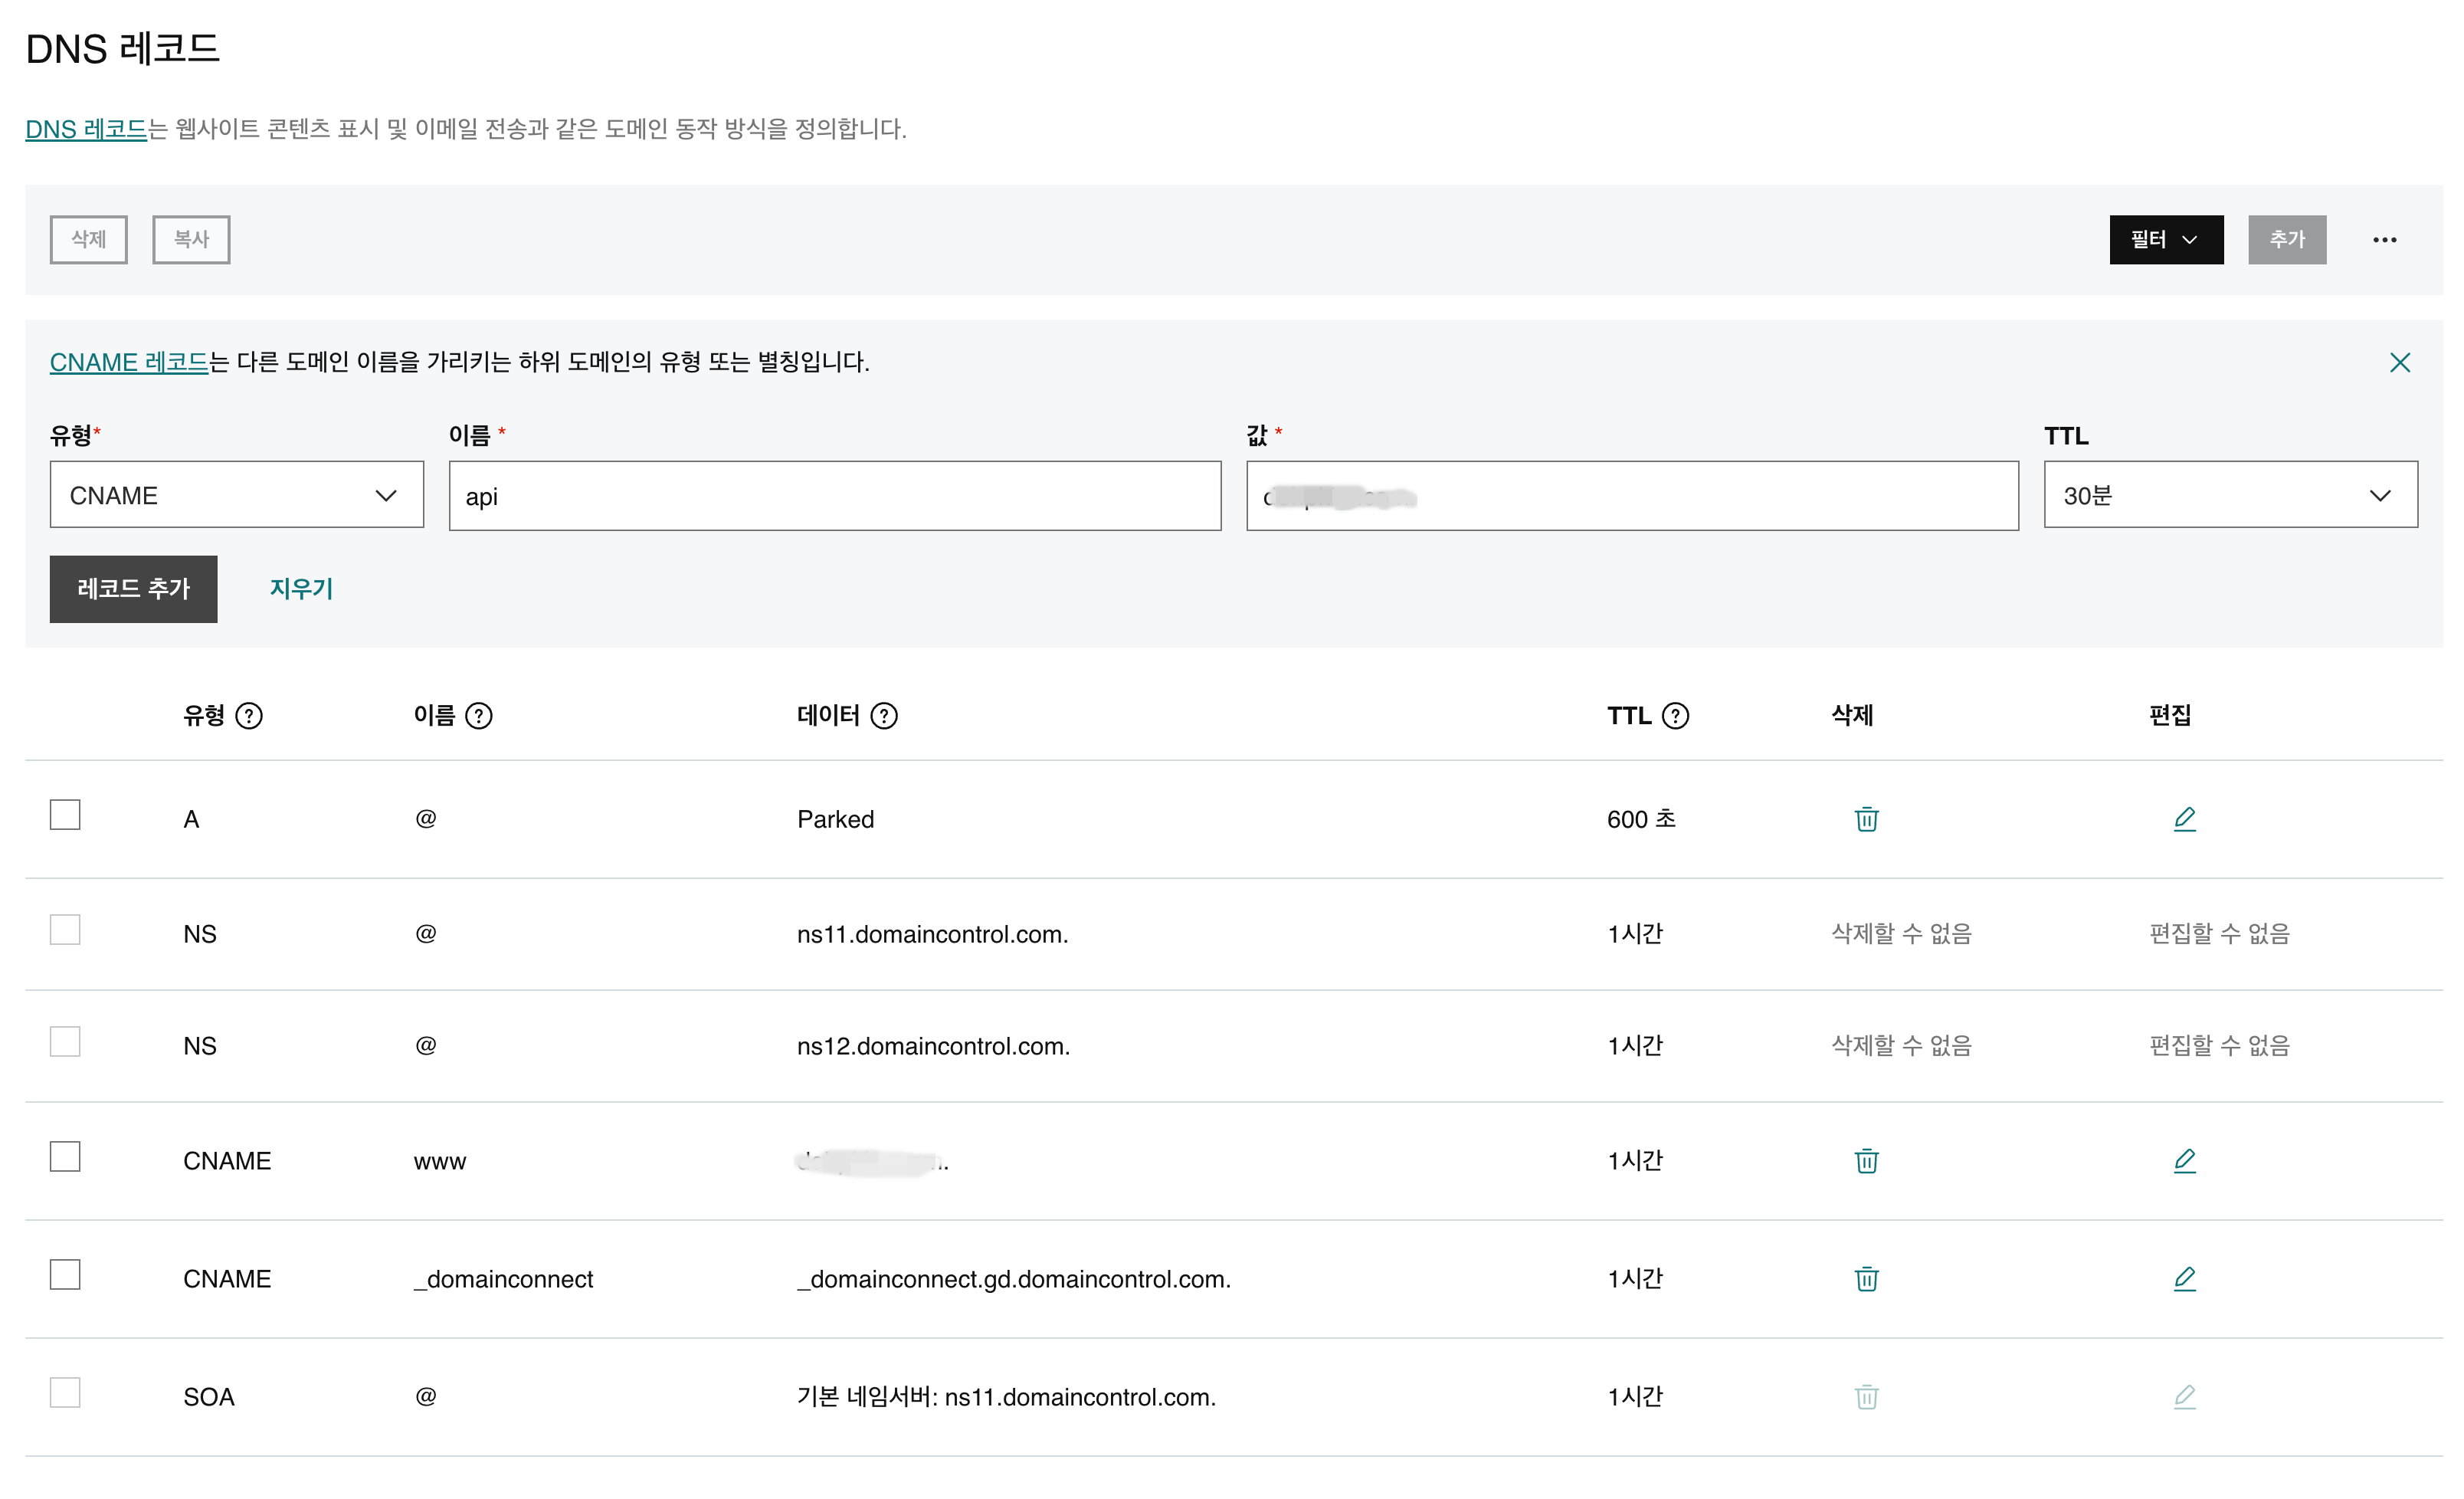 DNS 레코드
DNS 레코드는 웹사이트 콘텐츠 표시 및 이메일 전송과 같은 도메인 동작 방식을 정의합니다.
삭제 복사 필터 추가
CNAME 레코드는 다른 도메인 이름을 가리키는 하위 도메인의 유형 또는 별칭입니다.
유형* 이름 * 값 * TTL
CNAME api 30분
레코드 추가 지우기
유형 ? 이름 ? 데이터 ? TTL ? 삭제 편집
A @ Parked 600 초
NS @ ns11.domaincontrol.com. 1시간 삭제할 수 없음 편집할 수 없음
NS @ ns12.domaincontrol.com. 1시간 삭제할 수 없음 편집할 수 없음
CNAME www 1시간
CNAME _domainconnect _domainconnect.gd.domaincontrol.com. 1시간
SOA @ 기본 네임서버: ns11.domaincontrol.com. 1시간